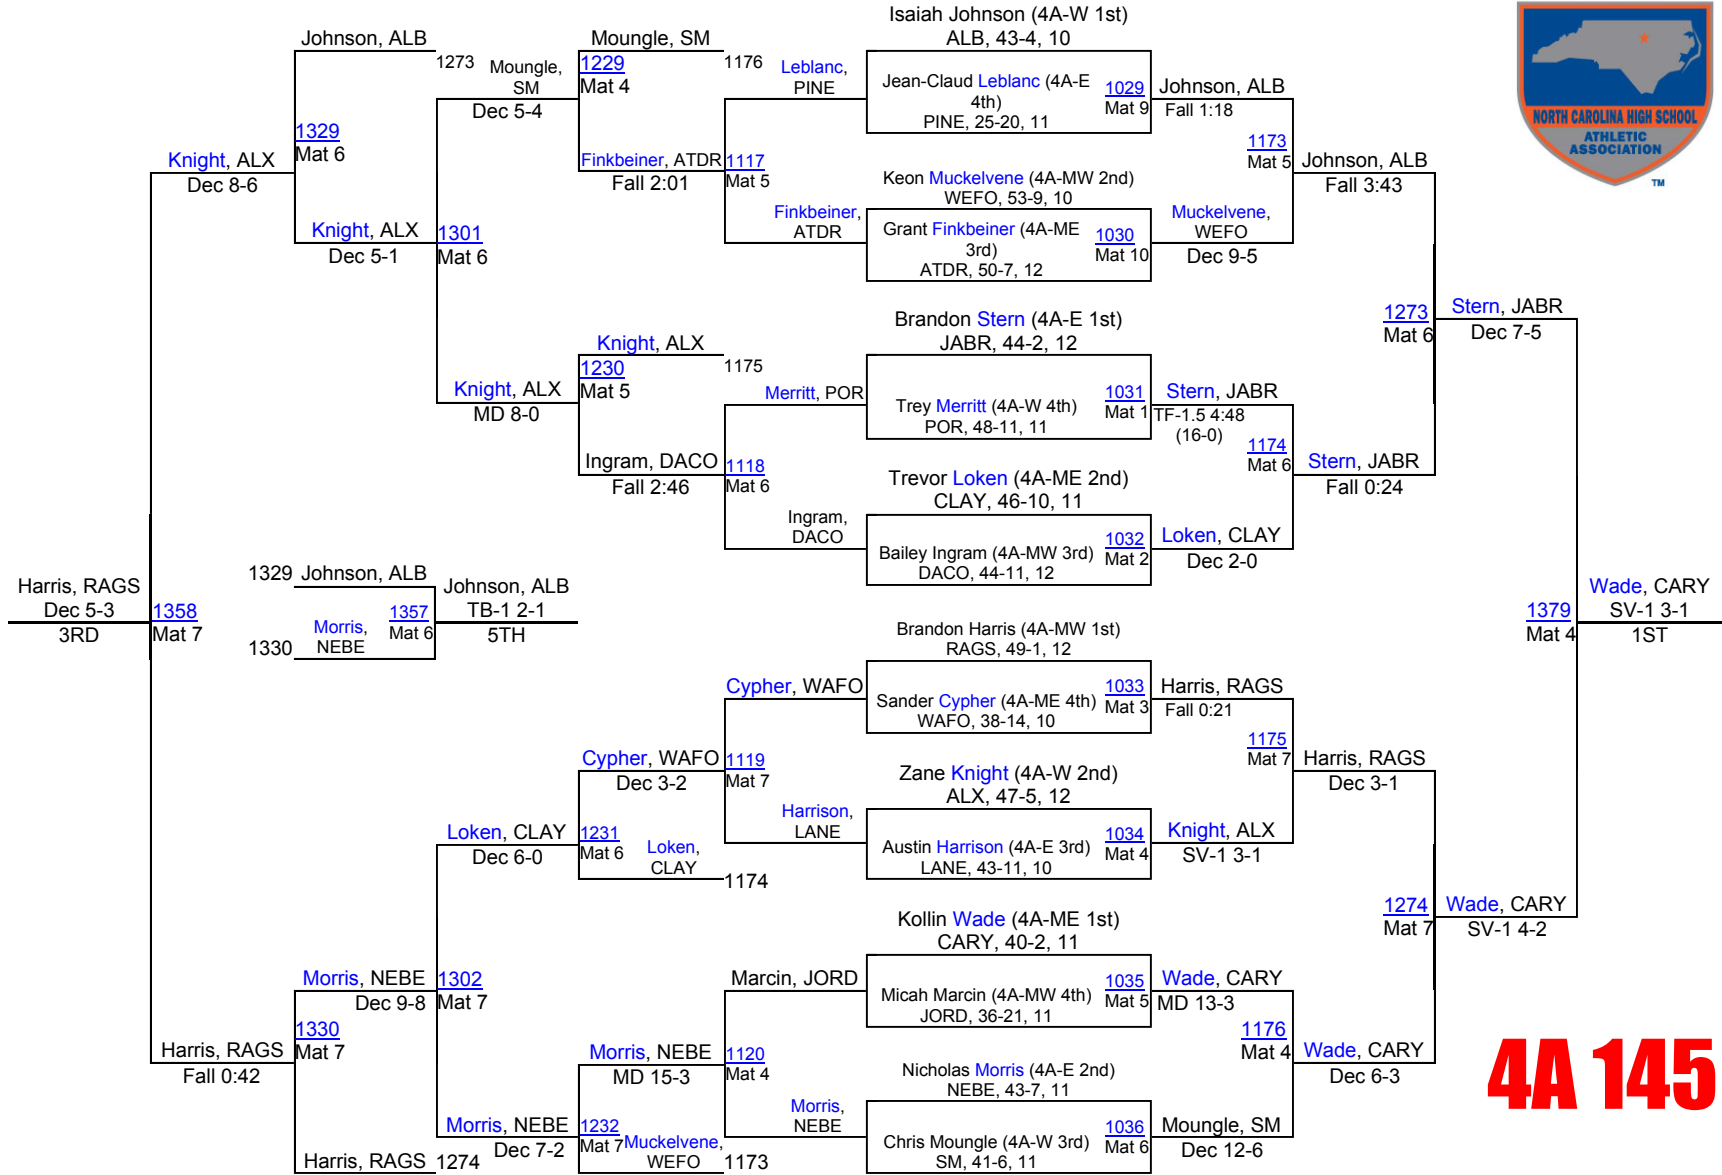 Isaiah Johnson (4A-W 1st)
ALB, 43-4, 10
Jean-Claud Leblanc (4A-E
4th)
PINE, 25-20, 11
1029
Mat 9
Johnson, ALB
Fall 1:18
Keon Muckelvene (4A-MW 2nd)
WEFO, 53-9, 10
Grant Finkbeiner (4A-ME
3rd)
ATDR, 50-7, 12
1030
Mat 10
Muckelvene,
WEFO
Dec 9-5
1173
Mat 5
Johnson, ALB
Fall 3:43
Brandon Stern (4A-E 1st)
JABR, 44-2, 12
Trey Merritt (4A-W 4th)
POR, 48-11, 11
1031
Mat 1
Stern, JABR
TF-1.5 4:48
(16-0)
Trevor Loken (4A-ME 2nd)
CLAY, 46-10, 11
Bailey Ingram (4A-MW 3rd)
DACO, 44-11, 12
1032
Mat 2
Loken, CLAY
Dec 2-0
1174
Mat 6
Stern, JABR
Fall 0:24
1273
Mat 6
Stern, JABR
Dec 7-5
Brandon Harris (4A-MW 1st)
RAGS, 49-1, 12
Sander Cypher (4A-ME 4th)
WAFO, 38-14, 10
1033
Mat 3
Harris, RAGS
Fall 0:21
Zane Knight (4A-W 2nd)
ALX, 47-5, 12
Austin Harrison (4A-E 3rd)
LANE, 43-11, 10
1034
Mat 4
Knight, ALX
SV-1 3-1
1175
Mat 7
Harris, RAGS
Dec 3-1
Kollin Wade (4A-ME 1st)
CARY, 40-2, 11
Micah Marcin (4A-MW 4th)
JORD, 36-21, 11
1035
Mat 5
Wade, CARY
MD 13-3
Nicholas Morris (4A-E 2nd)
NEBE, 43-7, 11
Chris Moungle (4A-W 3rd)
SM, 41-6, 11
1036
Mat 6
Moungle, SM
Dec 12-6
1176
Mat 4
Wade, CARY
Dec 6-3
1274
Mat 7
Wade, CARY
SV-1 4-2
1379
Mat 4
Wade, CARY
SV-1 3-1
1ST
Leblanc,
PINE
Finkbeiner,
ATDR
1117
Mat 5
Finkbeiner, ATDR
Fall 2:01
Moungle, SM
1176
1229
Mat 4
Moungle,
SM
Dec 5-4
Merritt, POR
Ingram,
DACO
1118
Mat 6
Ingram, DACO
Fall 2:46
Knight, ALX
1175
1230
Mat 5
Knight, ALX
MD 8-0
1301
Mat 6
Knight, ALX
Dec 5-1
Johnson, ALB
1273
1329
Mat 6
Knight, ALX
Dec 8-6
Cypher, WAFO
Harrison,
LANE
1119
Mat 7
Cypher, WAFO
Dec 3-2
Loken,
CLAY
1174
1231
Mat 6
Loken, CLAY
Dec 6-0
Marcin, JORD
Morris,
NEBE
1120
Mat 4
Morris, NEBE
MD 15-3
Muckelvene,
WEFO
1173
1232
Mat 7
Morris, NEBE
Dec 7-2
1302
Mat 7
Morris, NEBE
Dec 9-8
Harris, RAGS
1274
1330
Mat 7
Harris, RAGS
Fall 0:42
1358
Mat 7
Harris, RAGS
Dec 5-3
3RD
1329
Johnson, ALB
1330
Morris,
NEBE
1357
Mat 6
Johnson, ALB
TB-1 2-1
5TH
NORTH CAROLINA HIGH SCHOOL
ATHLETIC
ASSOCIATION
TM
4A 145